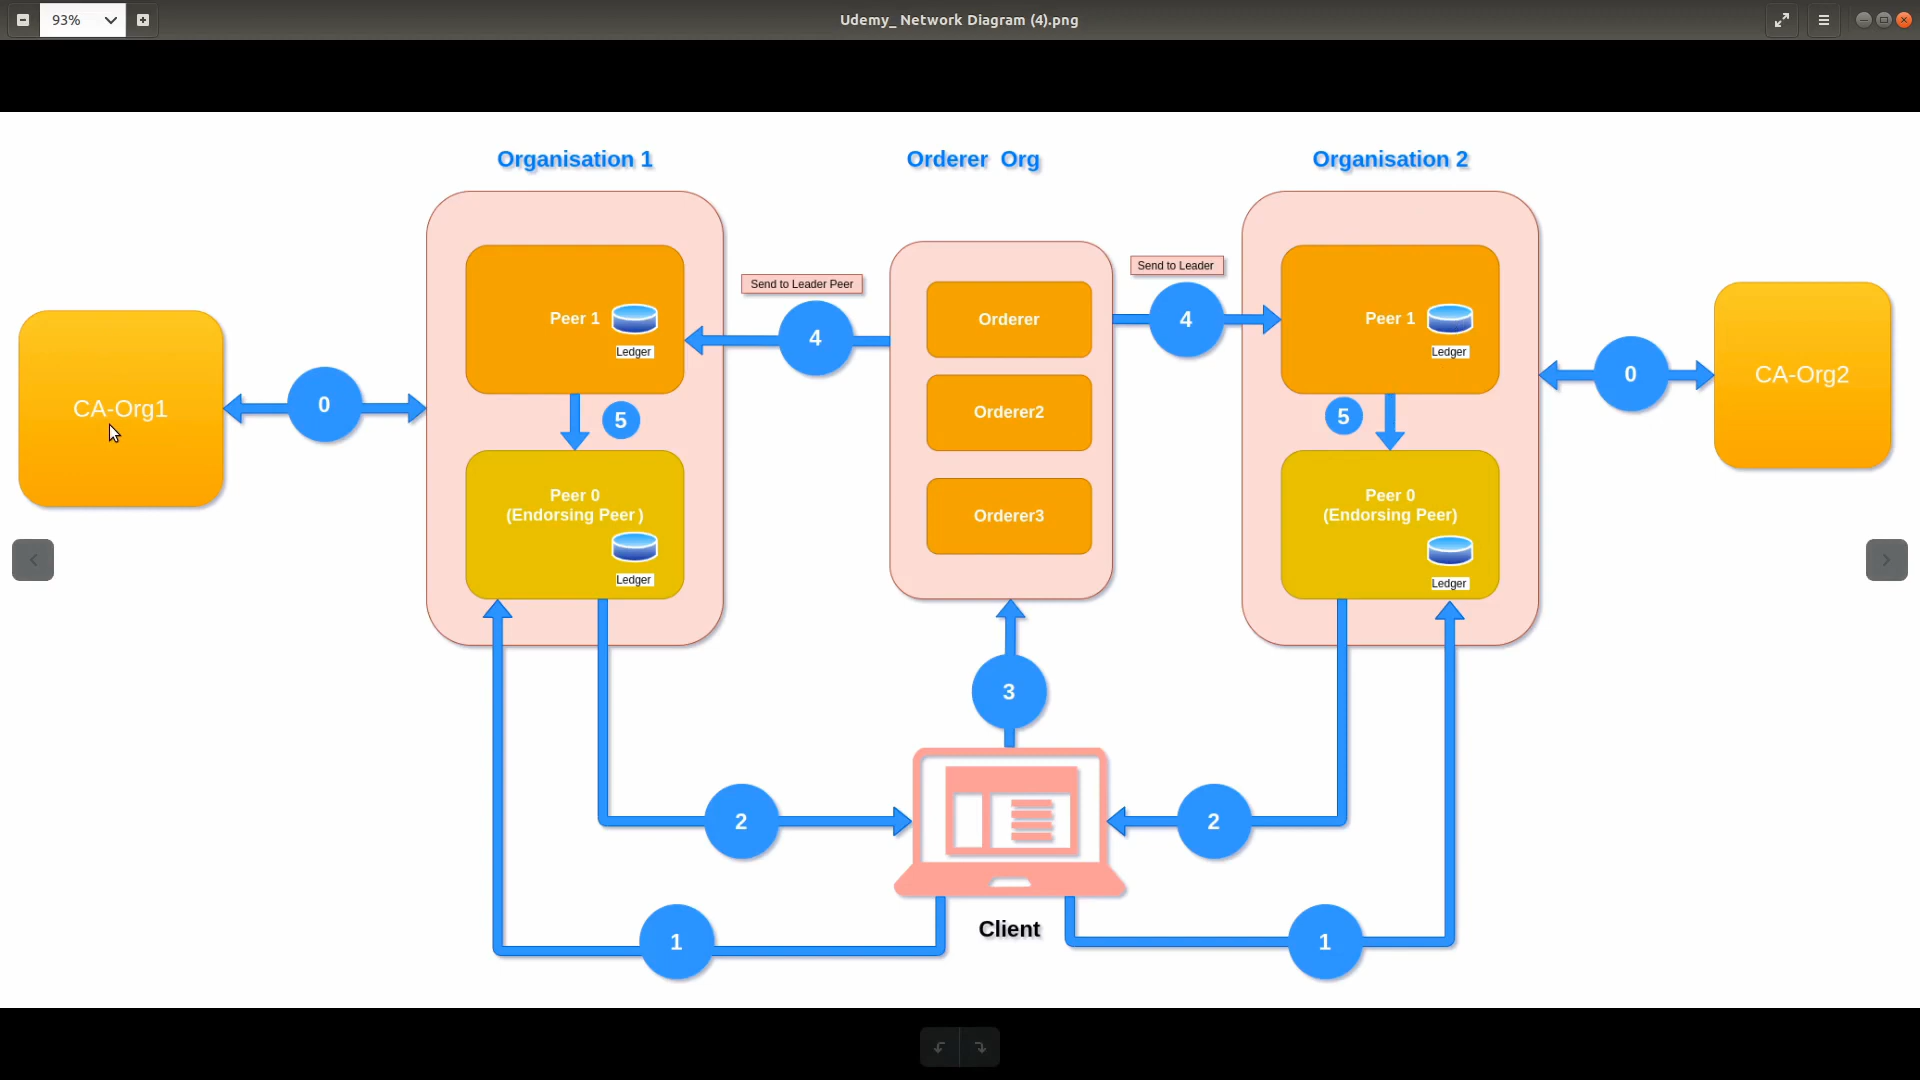 93%
Udemy_ Network Diagram (4).png
Organisation 1
Orderer Org
Organisation 2
Peer 1
Ledger
Send to Leader Peer
4
Orderer
Send to Leader
4
Peer 1
Ledger
CA-Org1
0
5
Orderer2
5
0
CA-Org2
Peer 0
(Endorsing Peer )
Ledger
Orderer3
Peer 0
(Endorsing Peer)
Ledger
3
2
2
Client
1
1